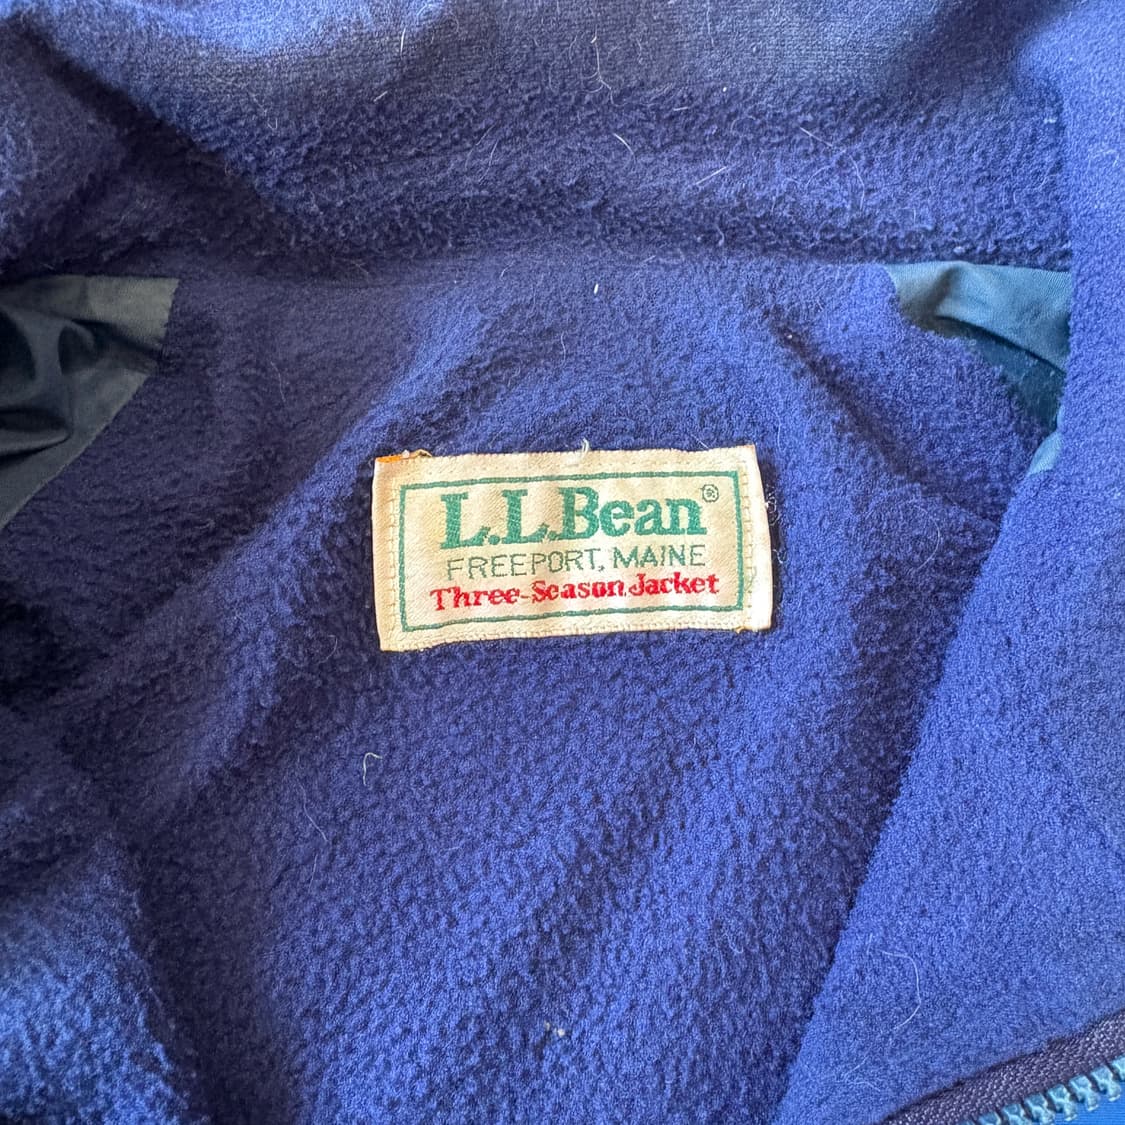 L.L.Bean®
FREEPORT, MAINE
Three-Season Jacket